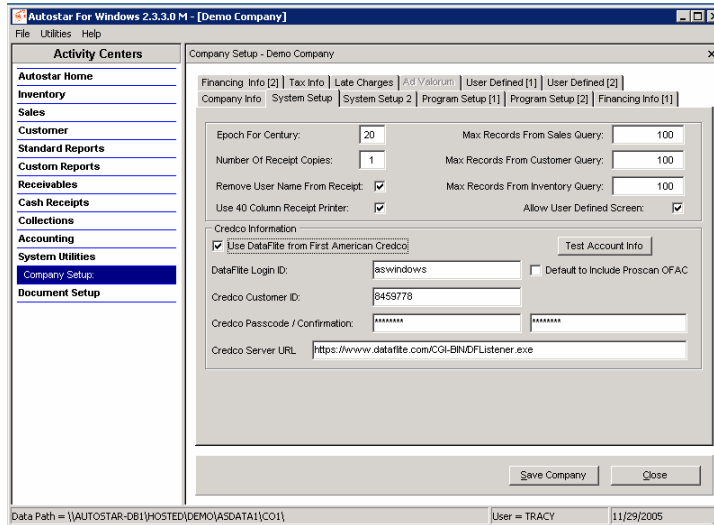 Autostar For Windows 2.3.3.0 M - [Demo Company]
File Utilities Help
Activity Centers
Autostar Home
Inventory
Sales
Customer
Standard Reports
Custom Reports
Receivables
Cash Receipts
Collections
Accounting
System Utilities
Company Setup:
Document Setup
Company Setup - Demo Company
Financing Info [2] Tax Info Late Charges Ad Valorum User Defined [1] User Defined [2]
Company Info System Setup System Setup 2 Program Setup [1] Program Setup [2] Financing Info [1]
Epoch For Century: 20 Max Records From Sales Query: 100
Number Of Receipt Copies: 1 Max Records From Customer Query: 100
Remove User Name From Receipt: Max Records From Inventory Query: 100
Use 40 Column Receipt Printer: Allow User Defined Screen:
Credco Information
Use DataFlite from First American Credco Test Account Info
DataFlite Login ID: aswindows Default to Include Proscan OFAC
Credco Customer ID: 8459778
Credco Passcode / Confirmation: ******** ********
Credco Server URL https://www.dataflite.com/CGI-BIN/DFListener.exe
Save Company Close
Data Path = \\AUTOSTAR-DB1\HOSTED\DEMO\ASDATA1\CO1\ User = TRACY 11/29/2005